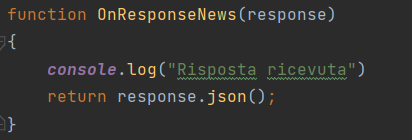 function OnResponseNews(response)
{
console.log("Risposta ricevuta")
return response.json();
}